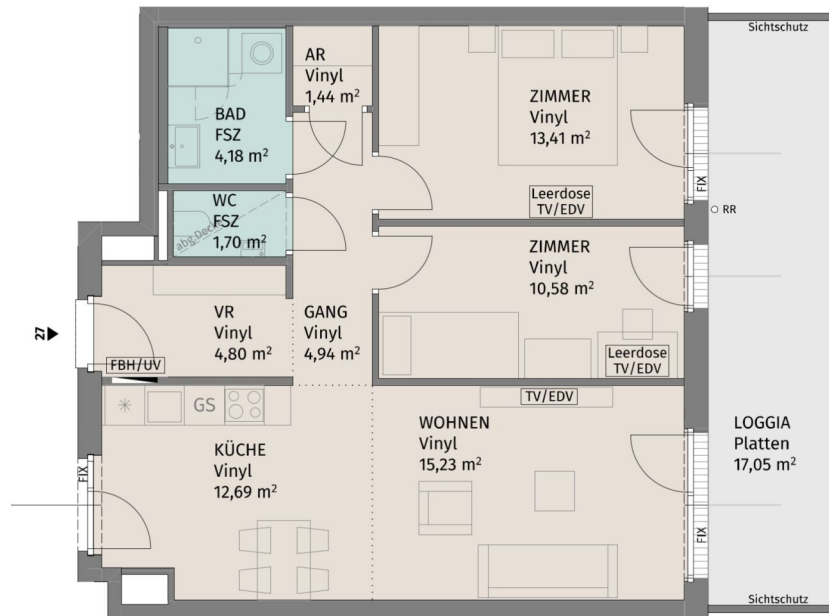 Sichtschutz
AR
Vinyl
1,44 m²
BAD
FSZ
4,18 m²
ZIMMER
Vinyl
13,41 m²
FIX
Leerdose
TV/EDV
RR
WC
FSZ
1,70 m²
abg.Decke
ZIMMER
Vinyl
10,58 m²
VR
Vinyl
4,80 m²
GANG
Vinyl
4,94 m²
27
FBH/UV
Leerdose
TV/EDV
TV/EDV
GS
KÜCHE
Vinyl
12,69 m²
WOHNEN
Vinyl
15,23 m²
LOGGIA
Platten
17,05 m²
FIX
FIX
Sichtschutz